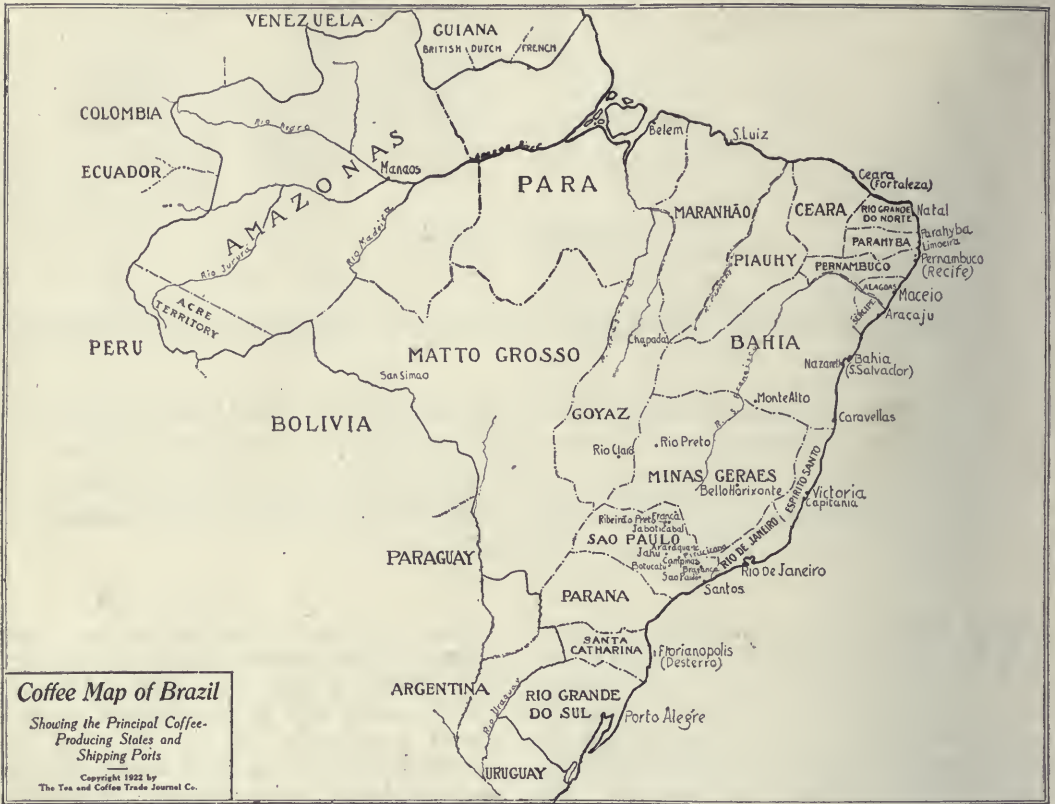 VENEZUELA
GUIANA
BRITISH DUTCH FRENCH
COLOMBIA
Rio Negro
ECUADOR
AMAZONAS
Manaos
Belem
S.Luiz
PARA
Ceara
(Fortaleza)
MARANHÃO
CEARA
RIO GRANDE
DO NORTE
Natal
Parahyba
PARAHYBA
Limoeira
Rio Madeira
Rio Juruá
PIAUHY
PERNAMBUCO
Pernambuco
(Recife)
ALAGOAS
Maceio
SERGIPE
Aracaju
ACRE
TERRITORY
PERU
MATTO GROSSO
Chapada
BAHIA
Nazareth
Bahia
(S.Salvador)
San Simao
BOLIVIA
GOYAZ
Monte Alto
Caravellas
Rio Claro
Rio Preto
MINAS GERAES
Bello Horixonte
ESPIRITO SANTO
Victoria
Capitania
Ribeirão Preto
Franca
Jaboticabal
SAO PAULO
Jahu
Campinas
Botucatu
Bragança
Sao Paulo
RIO DE JANEIRO
Rio De Janeiro
Santos
PARAGUAY
PARANA
SANTA
CATHARINA
Florianopolis
(Desterro)
ARGENTINA
Rio Uruguay
RIO GRANDE
DO SUL
Porto Alegre
URUGUAY
Coffee Map of Brazil
Showing the Principal Coffee-
Producing States and
Shipping Ports
Copyright 1922 by
The Tea and Coffee Trade Journal Co.